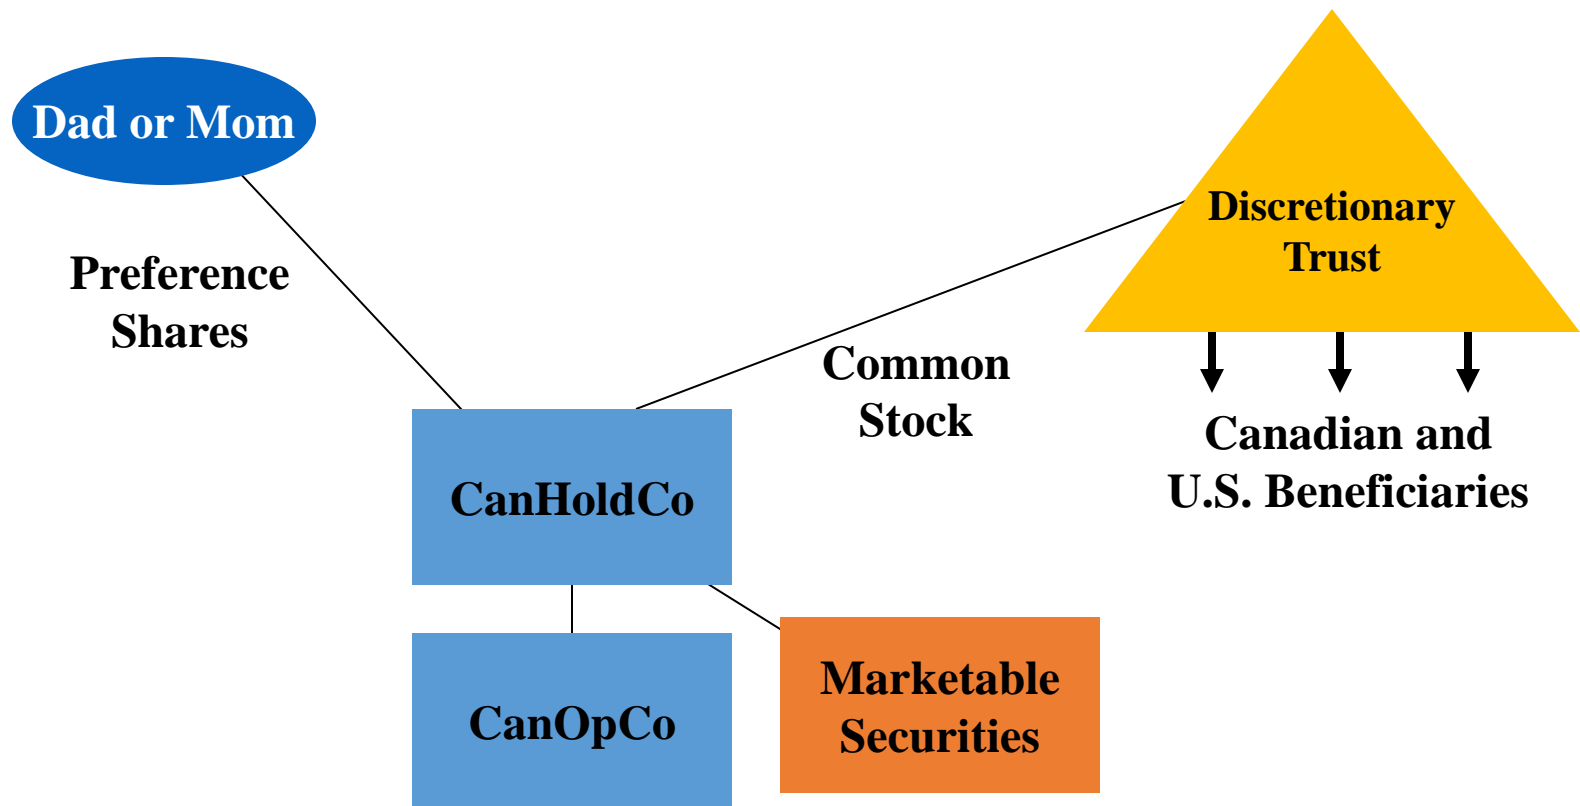 Dad or Mom
Discretionary
Trust
Preference
Shares
Common
Stock
Canadian and
U.S. Beneficiaries
CanHoldCo
CanOpCo
Marketable
Securities